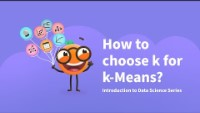 How to
choose k for
k-Means?
Introduction to Data Science Series